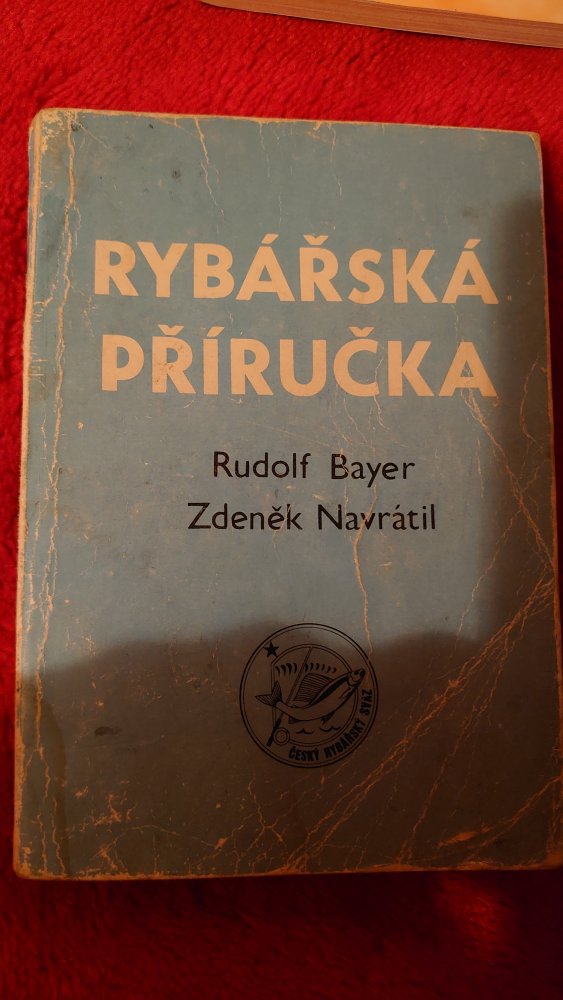 RYBÁŘSKÁ
PŘÍRUČKA
Rudolf Bayer
Zdeněk Navrátil
ČESKÝ RYBÁŘSKÝ SVAZ